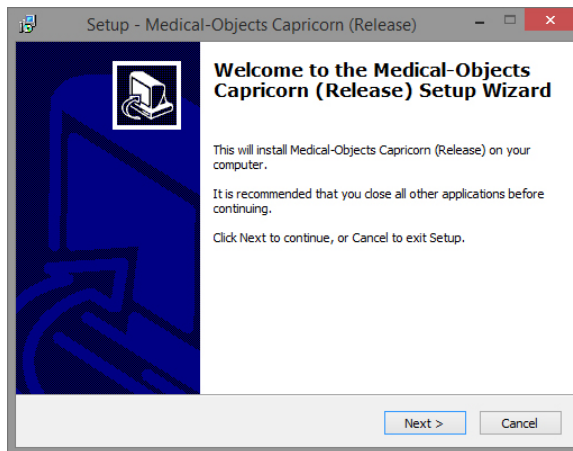 Setup - Medical-Objects Capricorn (Release)
Welcome to the Medical-Objects
Capricorn (Release) Setup Wizard
This will install Medical-Objects Capricorn (Release) on your
computer.
It is recommended that you close all other applications before
continuing.
Click Next to continue, or Cancel to exit Setup.
Next >
Cancel